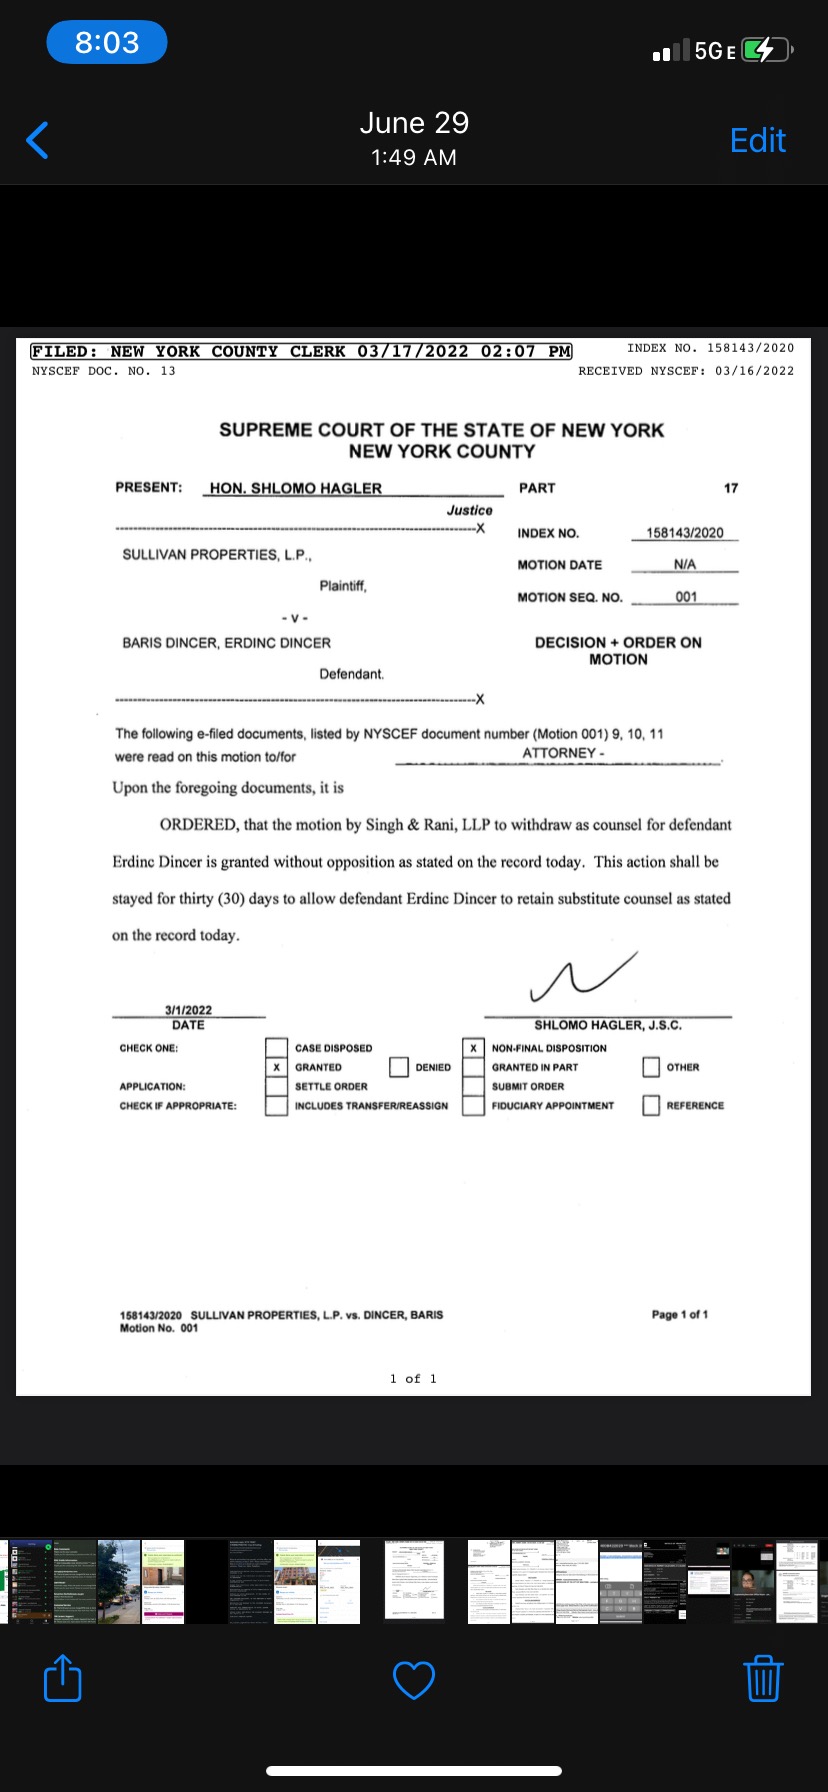 8:03
5GE
June 29
1:49 AM
Edit
FILED: NEW YORK COUNTY CLERK 03/17/2022 02:07 PM
INDEX NO. 158143/2020
NYSCEF DOC. NO. 13
RECEIVED NYSCEF: 03/16/2022
SUPREME COURT OF THE STATE OF NEW YORK
NEW YORK COUNTY
PRESENT: HON. SHLOMO HAGLER
PART 17
Justice
---X
INDEX NO. 158143/2020
SULLIVAN PROPERTIES, L.P.,
MOTION DATE N/A
Plaintiff,
MOTION SEQ. NO. 001
- v -
BARIS DINCER, ERDINC DINCER
DECISION + ORDER ON
MOTION
Defendant.
---X
The following e-filed documents, listed by NYSCEF document number (Motion 001) 9, 10, 11
were read on this motion to/for ATTORNEY - .
Upon the foregoing documents, it is
ORDERED, that the motion by Singh & Rani, LLP to withdraw as counsel for defendant
Erdinc Dincer is granted without opposition as stated on the record today. This action shall be
stayed for thirty (30) days to allow defendant Erdinc Dincer to retain substitute counsel as stated
on the record today.
3/1/2022
DATE
SHLOMO HAGLER, J.S.C.
CHECK ONE: CASE DISPOSED X NON-FINAL DISPOSITION
X GRANTED DENIED GRANTED IN PART OTHER
APPLICATION: SETTLE ORDER SUBMIT ORDER
CHECK IF APPROPRIATE: INCLUDES TRANSFER/REASSIGN FIDUCIARY APPOINTMENT REFERENCE
158143/2020 SULLIVAN PROPERTIES, L.P. vs. DINCER, BARIS
Motion No. 001
Page 1 of 1
1 of 1